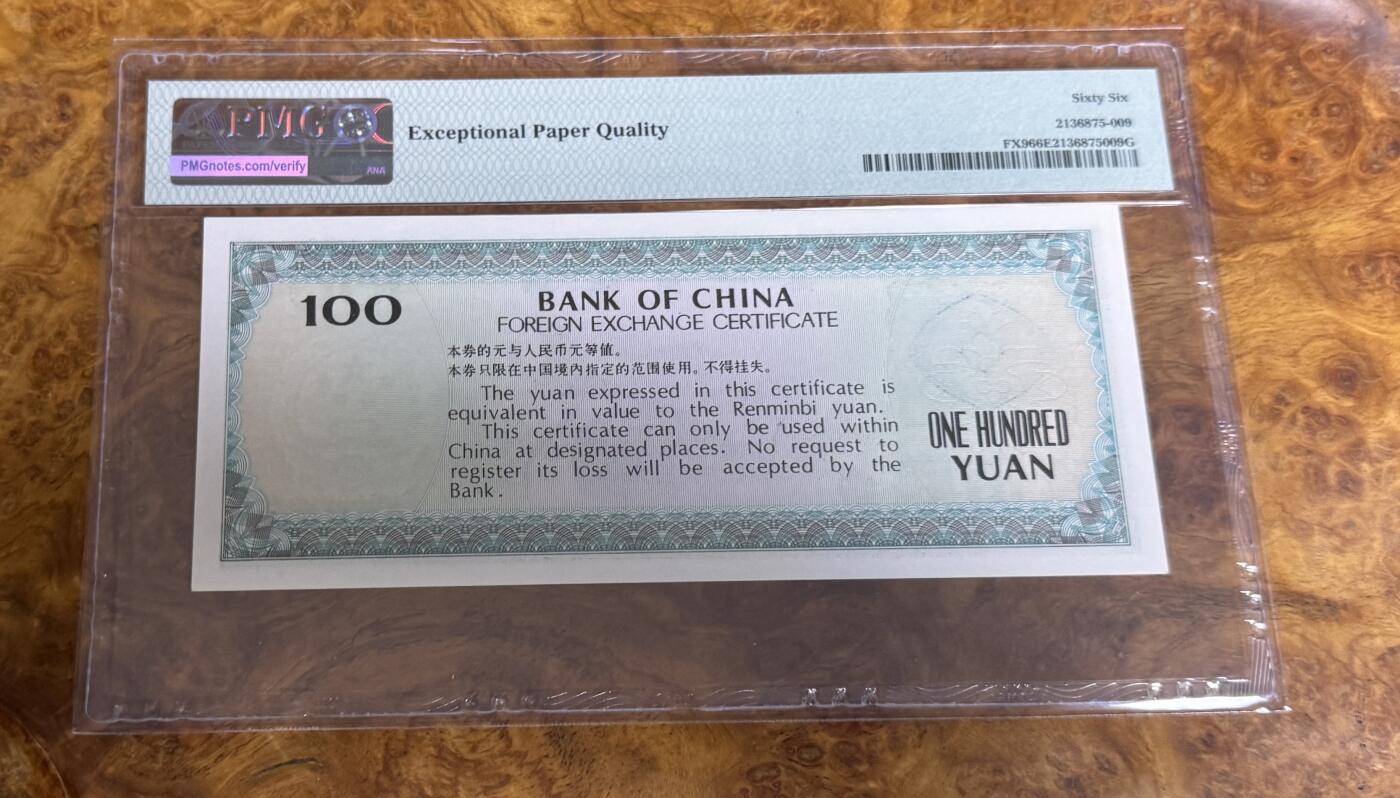 PMG
PMGnotes.com/verify
ANA
Exceptional Paper Quality
Sixty Six
2136875-009
FX966E2136875009G
100
BANK OF CHINA
FOREIGN EXCHANGE CERTIFICATE
本券的元与人民币元等值。
本券只限在中国境内指定的范围使用。不得挂失。
The yuan expressed in this certificate is
equivalent in value to the Renminbi yuan.
This certificate can only be used within
China at designated places. No request to
register its loss will be accepted by the
Bank.
ONE HUNDRED
YUAN